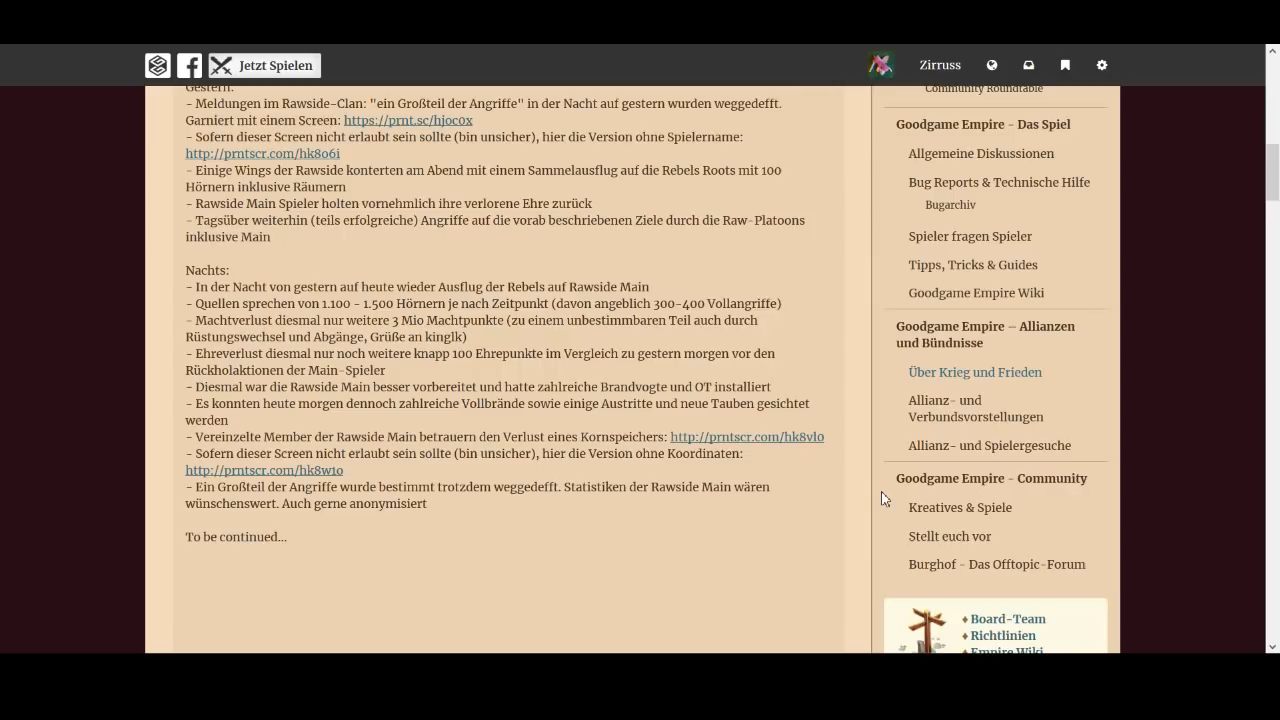 Jetzt Spielen
Zirruss
Gestern:
- Meldungen im Rawside-Clan: "ein Großteil der Angriffe" in der Nacht auf gestern wurden weggedefft.
Garniert mit einem Screen: https://prnt.sc/hjoc0x
- Sofern dieser Screen nicht erlaubt sein sollte (bin unsicher), hier die Version ohne Spielername:
http://prntscr.com/hk8o6i
- Einige Wings der Rawside konterten am Abend mit einem Sammelausflug auf die Rebels Roots mit 100
Hörnern inklusive Räumern
- Rawside Main Spieler holten vornehmlich ihre verlorene Ehre zurück
- Tagsüber weiterhin (teils erfolgreiche) Angriffe auf die vorab beschriebenen Ziele durch die Raw-Platoons
inklusive Main
Nachts:
- In der Nacht von gestern auf heute wieder Ausflug der Rebels auf Rawside Main
- Quellen sprechen von 1.100 - 1.500 Hörnern je nach Zeitpunkt (davon angeblich 300-400 Vollangriffe)
- Machtverlust diesmal nur weitere 3 Mio Machtpunkte (zu einem unbestimmbaren Teil auch durch
Rüstungswechsel und Abgänge, Grüße an kinglk)
- Ehreverlust diesmal nur noch weitere knapp 100 Ehrepunkte im Vergleich zu gestern morgen vor den
Rückholaktionen der Main-Spieler
- Diesmal war die Rawside Main besser vorbereitet und hatte zahlreiche Brandvogte und OT installiert
- Es konnten heute morgen dennoch zahlreiche Vollbrände sowie einige Austritte und neue Tauben gesichtet
werden
- Vereinzelte Member der Rawside Main betrauern den Verlust eines Kornspeichers: http://prntscr.com/hk8vl0
- Sofern dieser Screen nicht erlaubt sein sollte (bin unsicher), hier die Version ohne Koordinaten:
http://prntscr.com/hk8w1o
- Ein Großteil der Angriffe wurde bestimmt trotzdem weggedefft. Statistiken der Rawside Main wären
wünschenswert. Auch gerne anonymisiert
To be continued...
Community Roundtable
Goodgame Empire - Das Spiel
Allgemeine Diskussionen
Bug Reports & Technische Hilfe
Bugarchiv
Spieler fragen Spieler
Tipps, Tricks & Guides
Goodgame Empire Wiki
Goodgame Empire – Allianzen
und Bündnisse
Über Krieg und Frieden
Allianz- und
Verbundsvorstellungen
Allianz- und Spielergesuche
Goodgame Empire - Community
Kreatives & Spiele
Stellt euch vor
Burghof - Das Offtopic-Forum
♦ Board-Team
♦ Richtlinien
Empire Wiki